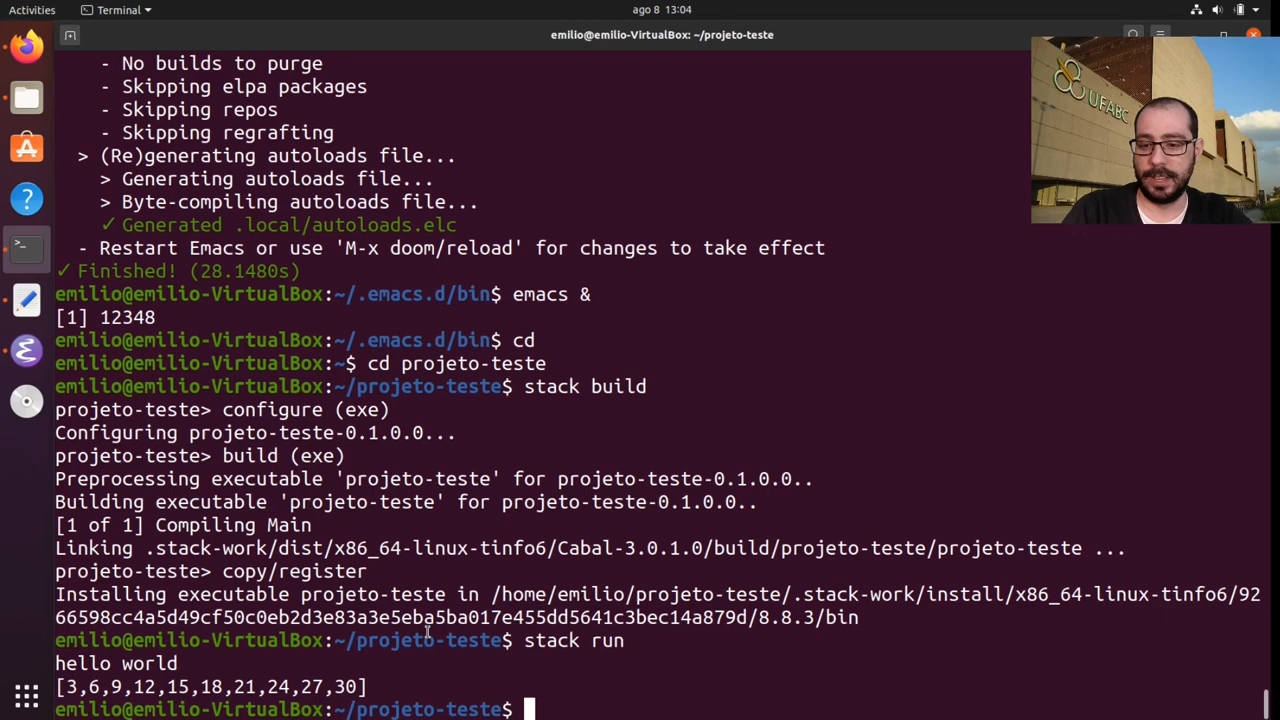 Activities
Terminal
ago 8 13:04
emilio@emilio-VirtualBox: ~/projeto-teste
- No builds to purge
- Skipping elpa packages
- Skipping repos
- Skipping regrafting
> (Re)generating autoloads file...
> Generating autoloads file...
> Byte-compiling autoloads file...
✓ Generated .local/autoloads.elc
- Restart Emacs or use 'M-x doom/reload' for changes to take effect
✓ Finished! (28.1480s)
emilio@emilio-VirtualBox:~/.emacs.d/bin$ emacs &
[1] 12348
emilio@emilio-VirtualBox:~/.emacs.d/bin$ cd
emilio@emilio-VirtualBox:~$ cd projeto-teste
emilio@emilio-VirtualBox:~/projeto-teste$ stack build
projeto-teste> configure (exe)
Configuring projeto-teste-0.1.0.0...
projeto-teste> build (exe)
Preprocessing executable 'projeto-teste' for projeto-teste-0.1.0.0..
Building executable 'projeto-teste' for projeto-teste-0.1.0.0..
[1 of 1] Compiling Main
Linking .stack-work/dist/x86_64-linux-tinfo6/Cabal-3.0.1.0/build/projeto-teste/projeto-teste ...
projeto-teste> copy/register
Installing executable projeto-teste in /home/emilio/projeto-teste/.stack-work/install/x86_64-linux-tinfo6/92
66598cc4a5d49cf50c0eb2d3e83a3e5eba5ba017e455dd5641c3bec14a879d/8.8.3/bin
emilio@emilio-VirtualBox:~/projeto-teste$ stack run
hello world
[3,6,9,12,15,18,21,24,27,30]
emilio@emilio-VirtualBox:~/projeto-teste$
UFABC